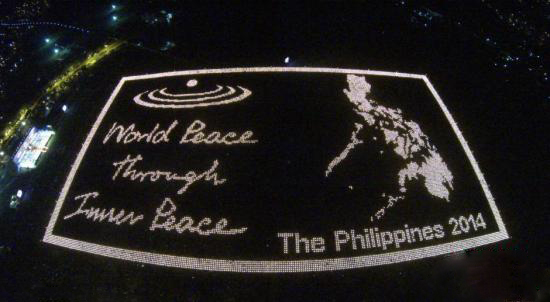 World Peace
Through
Inner Peace
The Philippines 2014